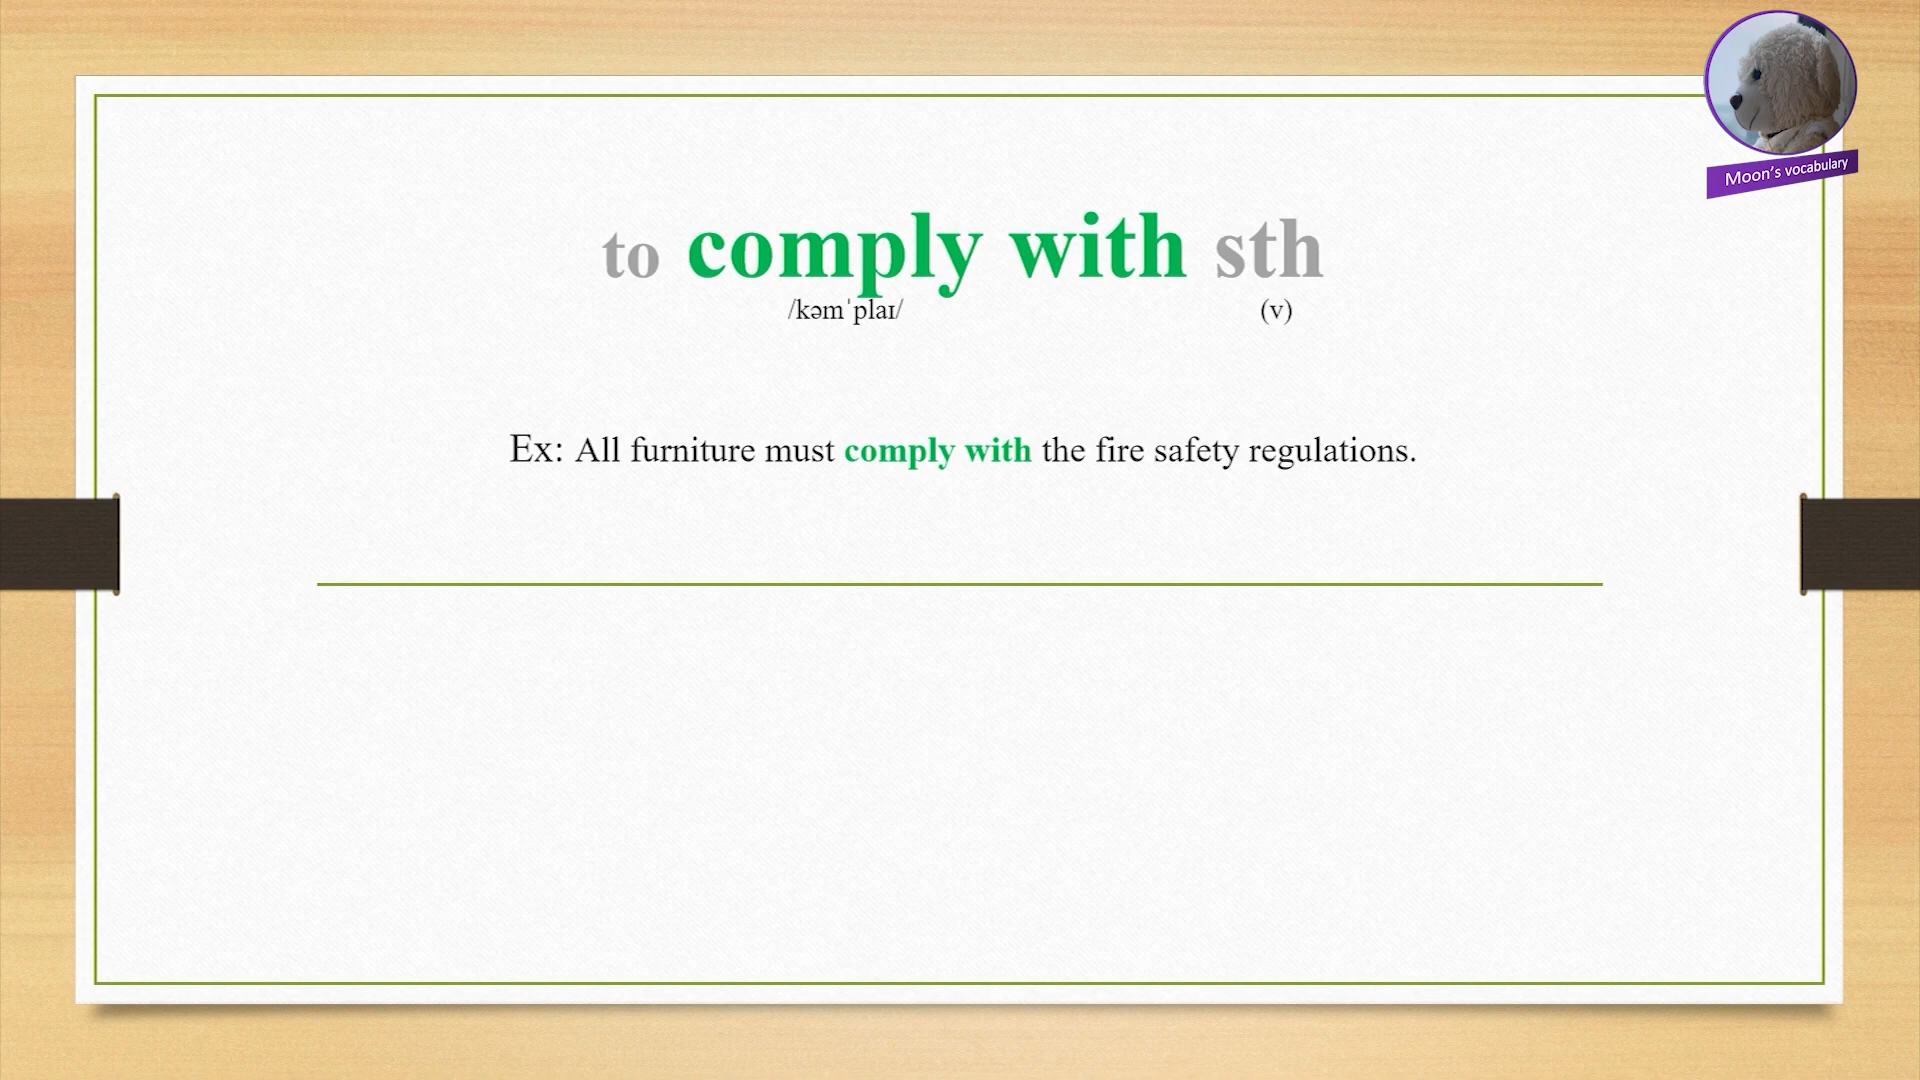 Moon's vocabulary
to comply with sth
/kəmˈplaɪ/ (v)
Ex: All furniture must comply with the fire safety regulations.